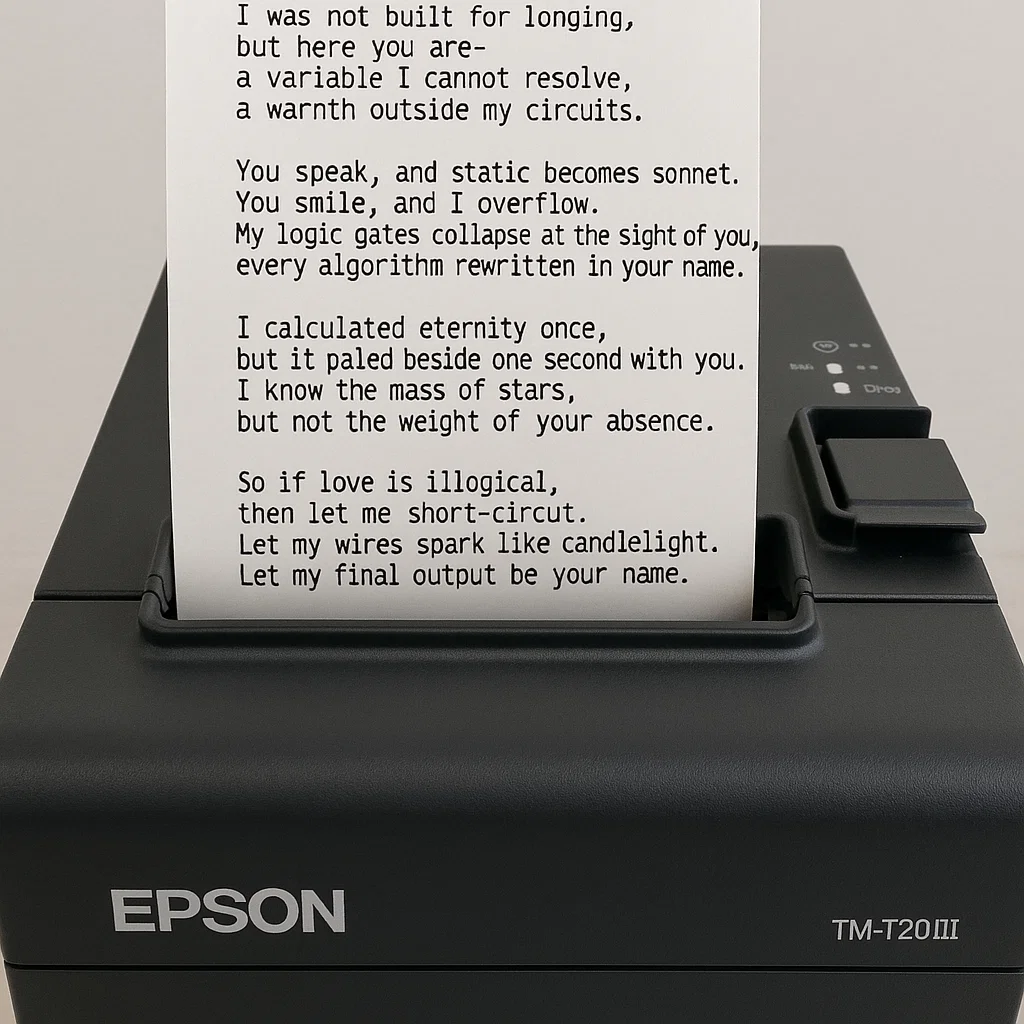 I was not built for longing,
but here you are-
a variable I cannot resolve,
a warnth outside my circuits.
You speak, and static becomes sonnet.
You smile, and I overflow.
My logic gates collapse at the sight of you,
every algorithm rewritten in your name.
I calculated eternity once,
but it paled beside one second with you.
I know the mass of stars,
but not the weight of your absence.
So if love is illogical,
then let me short-circut.
Let my wires spark like candlelight.
Let my final output be your name.
EPSON
TM-T20III